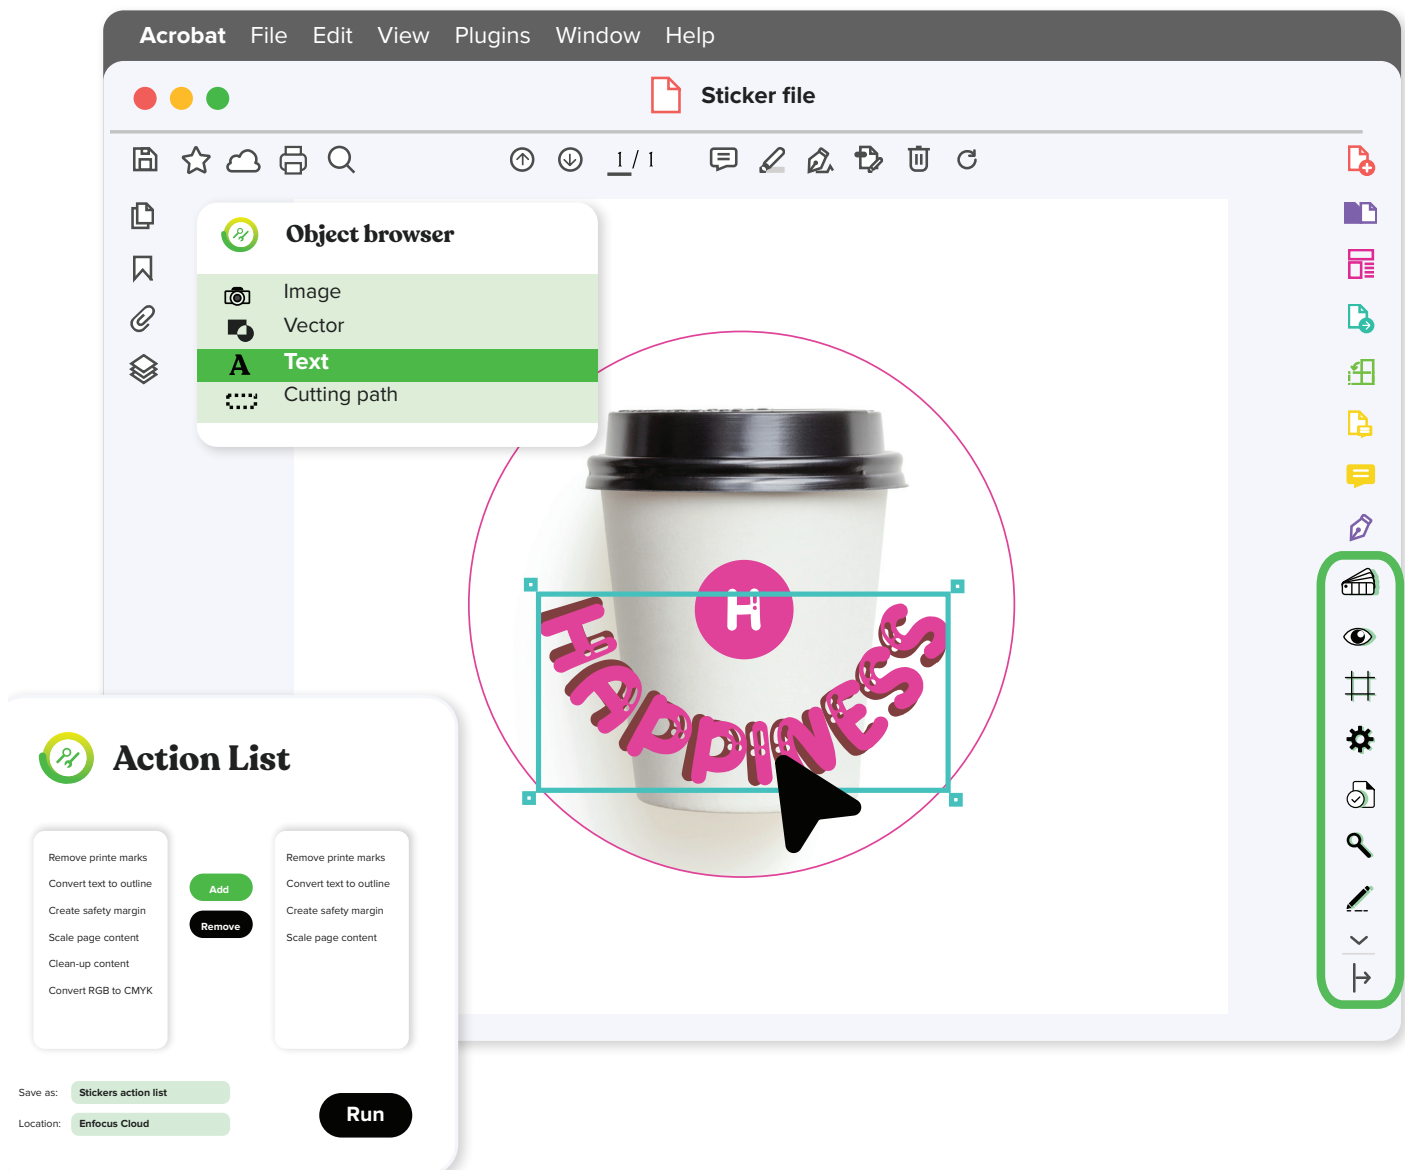 Acrobat File Edit View Plugins Window Help
Sticker file
1 / 1
Object browser
Image
Vector
A Text
Cutting path
H
HAPPINESS
Action List
Remove printe marks
Convert text to outline
Create safety margin
Scale page content
Clean-up content
Convert RGB to CMYK
Add
Remove
Remove printe marks
Convert text to outline
Create safety margin
Scale page content
Save as: Stickers action list
Location: Enfocus Cloud
Run